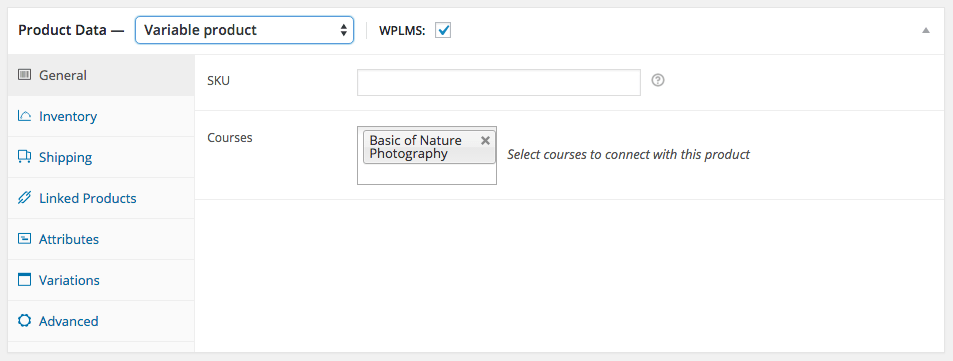 Product Data — Variable product WPLMS:
General
Inventory
Shipping
Linked Products
Attributes
Variations
Advanced
SKU
Courses
Basic of Nature
Photography
Select courses to connect with this product